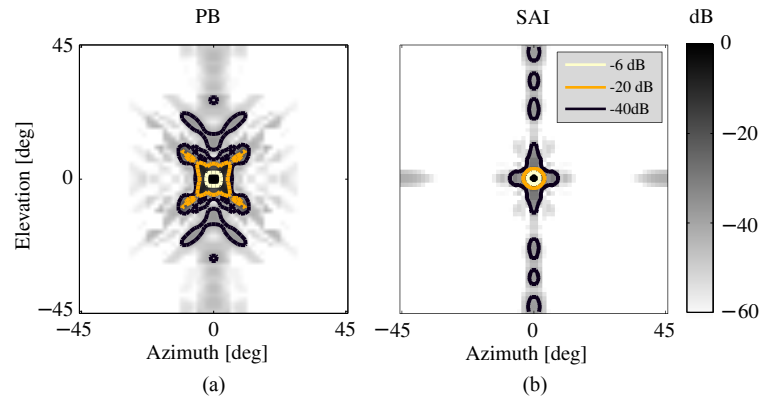 PB
SAI
dB
45
0
−45
Elevation [deg]
−45
0
45
Azimuth [deg]
(a)
-6 dB
-20 dB
-40dB
−45
0
45
Azimuth [deg]
(b)
0
−20
−40
−60